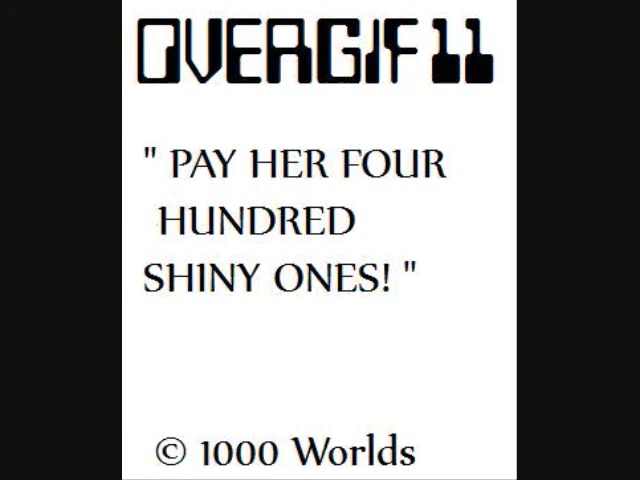 OVERGIF 11
" PAY HER FOUR
HUNDRED
SHINY ONES! "
© 1000 Worlds